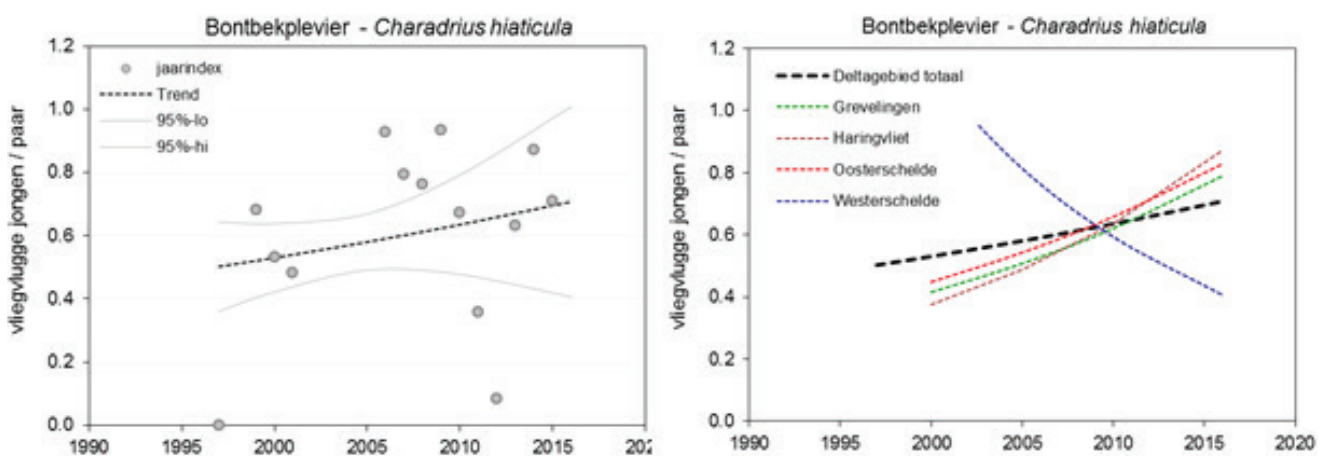 Bontbekplevier - Charadrius hiaticula
1.2
1.0
0.8
0.6
0.4
0.2
0.0
vliegvlugge jongen / paar
jaarindex
Trend
95%-lo
95%-hi
1990 1995 2000 2005 2010 2015 202
Bontbekplevier - Charadrius hiaticula
1.2
1.0
0.8
0.6
0.4
0.2
0.0
vliegvlugge jongen / paar
Deltagebied totaal
Grevelingen
Haringvliet
Oosterschelde
Westerschelde
1990 1995 2000 2005 2010 2015 2020